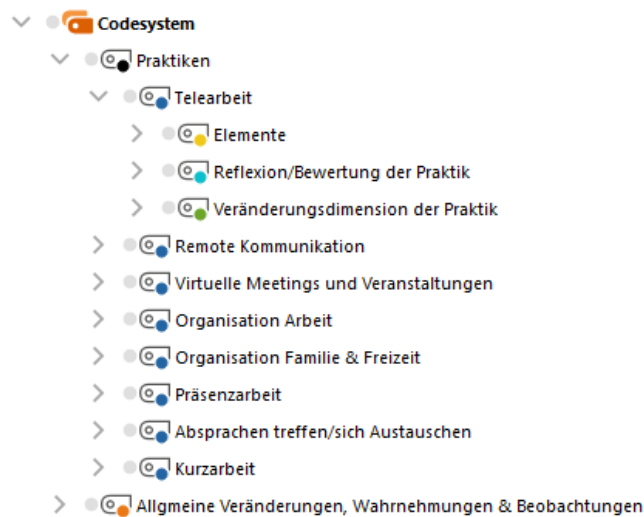 Codesystem
Praktiken
Telearbeit
Elemente
Reflexion/Bewertung der Praktik
Veränderungsdimension der Praktik
Remote Kommunikation
Virtuelle Meetings und Veranstaltungen
Organisation Arbeit
Organisation Familie & Freizeit
Präsenzarbeit
Absprachen treffen/sich Austauschen
Kurzarbeit
Allgmeine Veränderungen, Wahrnehmungen & Beobachtungen